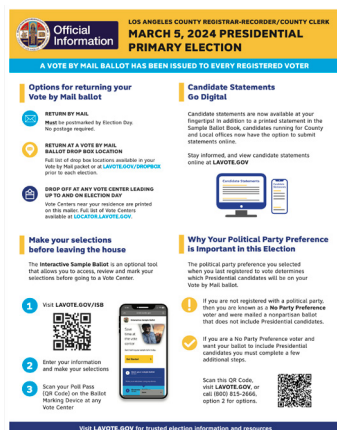 Official
Information
LOS ANGELES COUNTY REGISTRAR-RECORDER/COUNTY CLERK
MARCH 5, 2024 PRESIDENTIAL
PRIMARY ELECTION
A VOTE BY MAIL BALLOT HAS BEEN ISSUED TO EVERY REGISTERED VOTER
Options for returning your
Vote by Mail ballot
RETURN BY MAIL
Must be postmarked by Election Day.
No postage required.
RETURN AT A VOTE BY MAIL
BALLOT DROP BOX LOCATION
Full list of drop box locations available in your
Vote by Mail packet or at LAVOTE.GOV/DROPBOX
prior to each election.
DROP OFF AT ANY VOTE CENTER LEADING
UP TO AND ON ELECTION DAY
Vote Centers near your residence are printed
on this mailer. Full list of Vote Centers
available at LOCATOR.LAVOTE.GOV.
Candidate Statements
Go Digital
Candidate statements are now available at your
fingertips! In addition to a printed statement in the
Sample Ballot Book, candidates running for County
and Local offices now have the option to submit
statements online.
Stay informed, and view candidate statements
online at LAVOTE.GOV
Candidate Statements
Make your selections
before leaving the house
The Interactive Sample Ballot is an optional tool
that allows you to access, review and mark your
selections before going to a Vote Center.
1
Visit LAVOTE.GOV/ISB
2
Enter your information
and make your selections
3
Scan your Poll Pass
(QR Code) on the Ballot
Marking Device at any
Vote Center
Why Your Political Party Preference
is Important in this Election
The political party preference you selected
when you last registered to vote determines
which Presidential candidates will be on your
Vote by Mail ballot.
If you are not registered with a political party,
then you are known as a No Party Preference
voter and were mailed a nonpartisan ballot
that does not include Presidential candidates.
If you are a No Party Preference voter and
want your ballot to include Presidential
candidates you must complete a few
additional steps.
Scan this QR Code,
visit LAVOTE.GOV, or
call (800) 815-2666,
option 2 for options.
Visit LAVOTE.GOV for trusted election information and resources